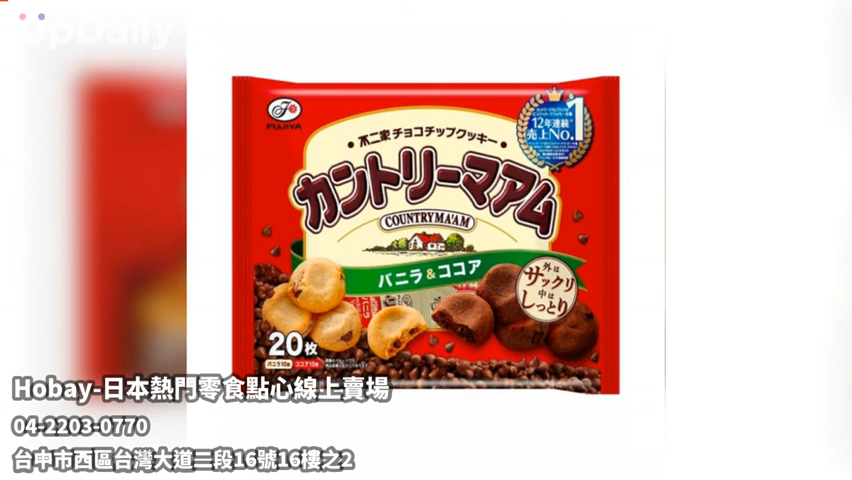 UpDaily
FUJIYA
不二家 チョコチップクッキー
カントリーマアム
COUNTRY MA'AM
バニラ&ココア
12年連続
売上No.1
外は
サックリ
中は
しっとり
20枚
バニラ10枚 ココア10枚
Hobay-日本熱門零食點心線上賣場
04-2203-0770
台中市西區台灣大道二段16號16樓之2